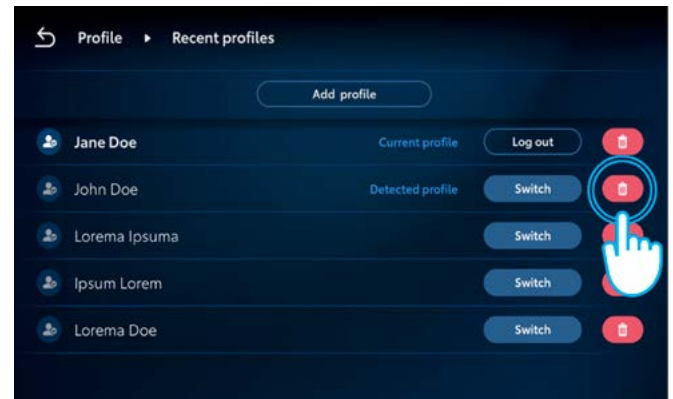 Profile ▸ Recent profiles
Add profile
Jane Doe Current profile Log out
John Doe Detected profile Switch
Lorema Ipsuma Switch
Ipsum Lorem Switch
Lorema Doe Switch